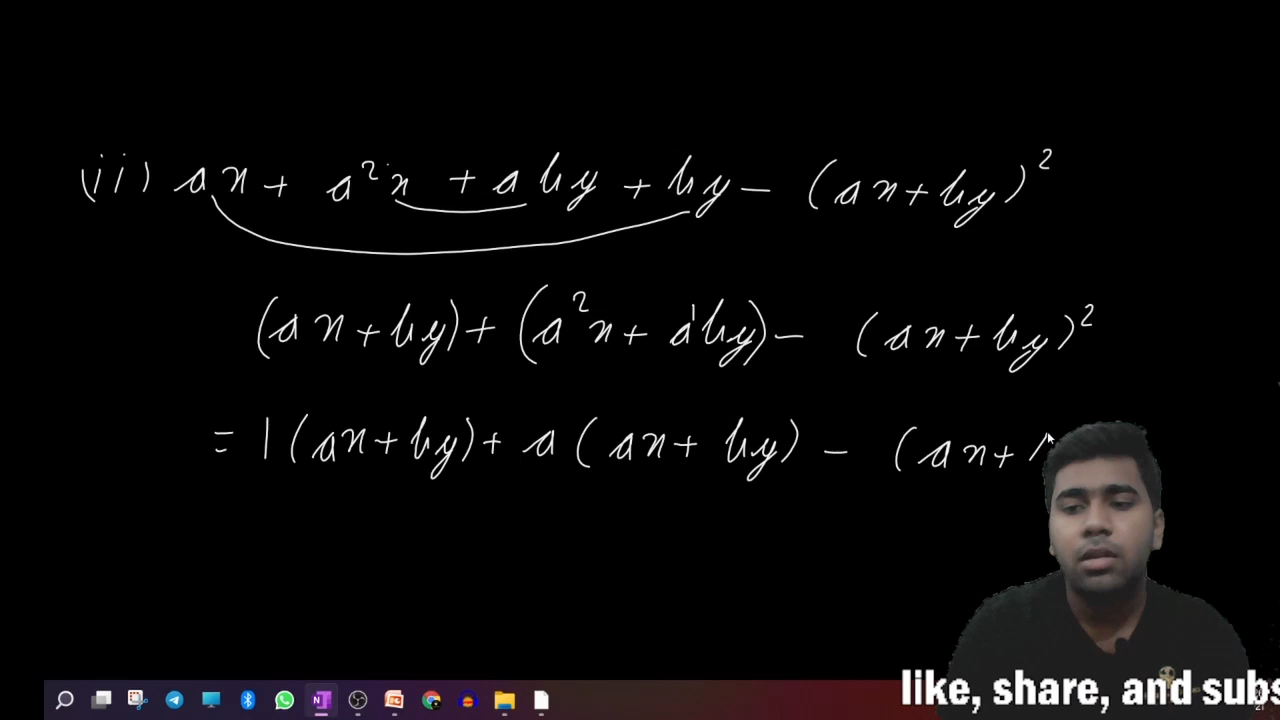 (ii) ax + a²x + aby + by - (ax+by)²
(ax+by) + (a²x + aby) - (ax+by)²
= 1(ax+by) + a(ax+by) - (ax+
like, share, and subs